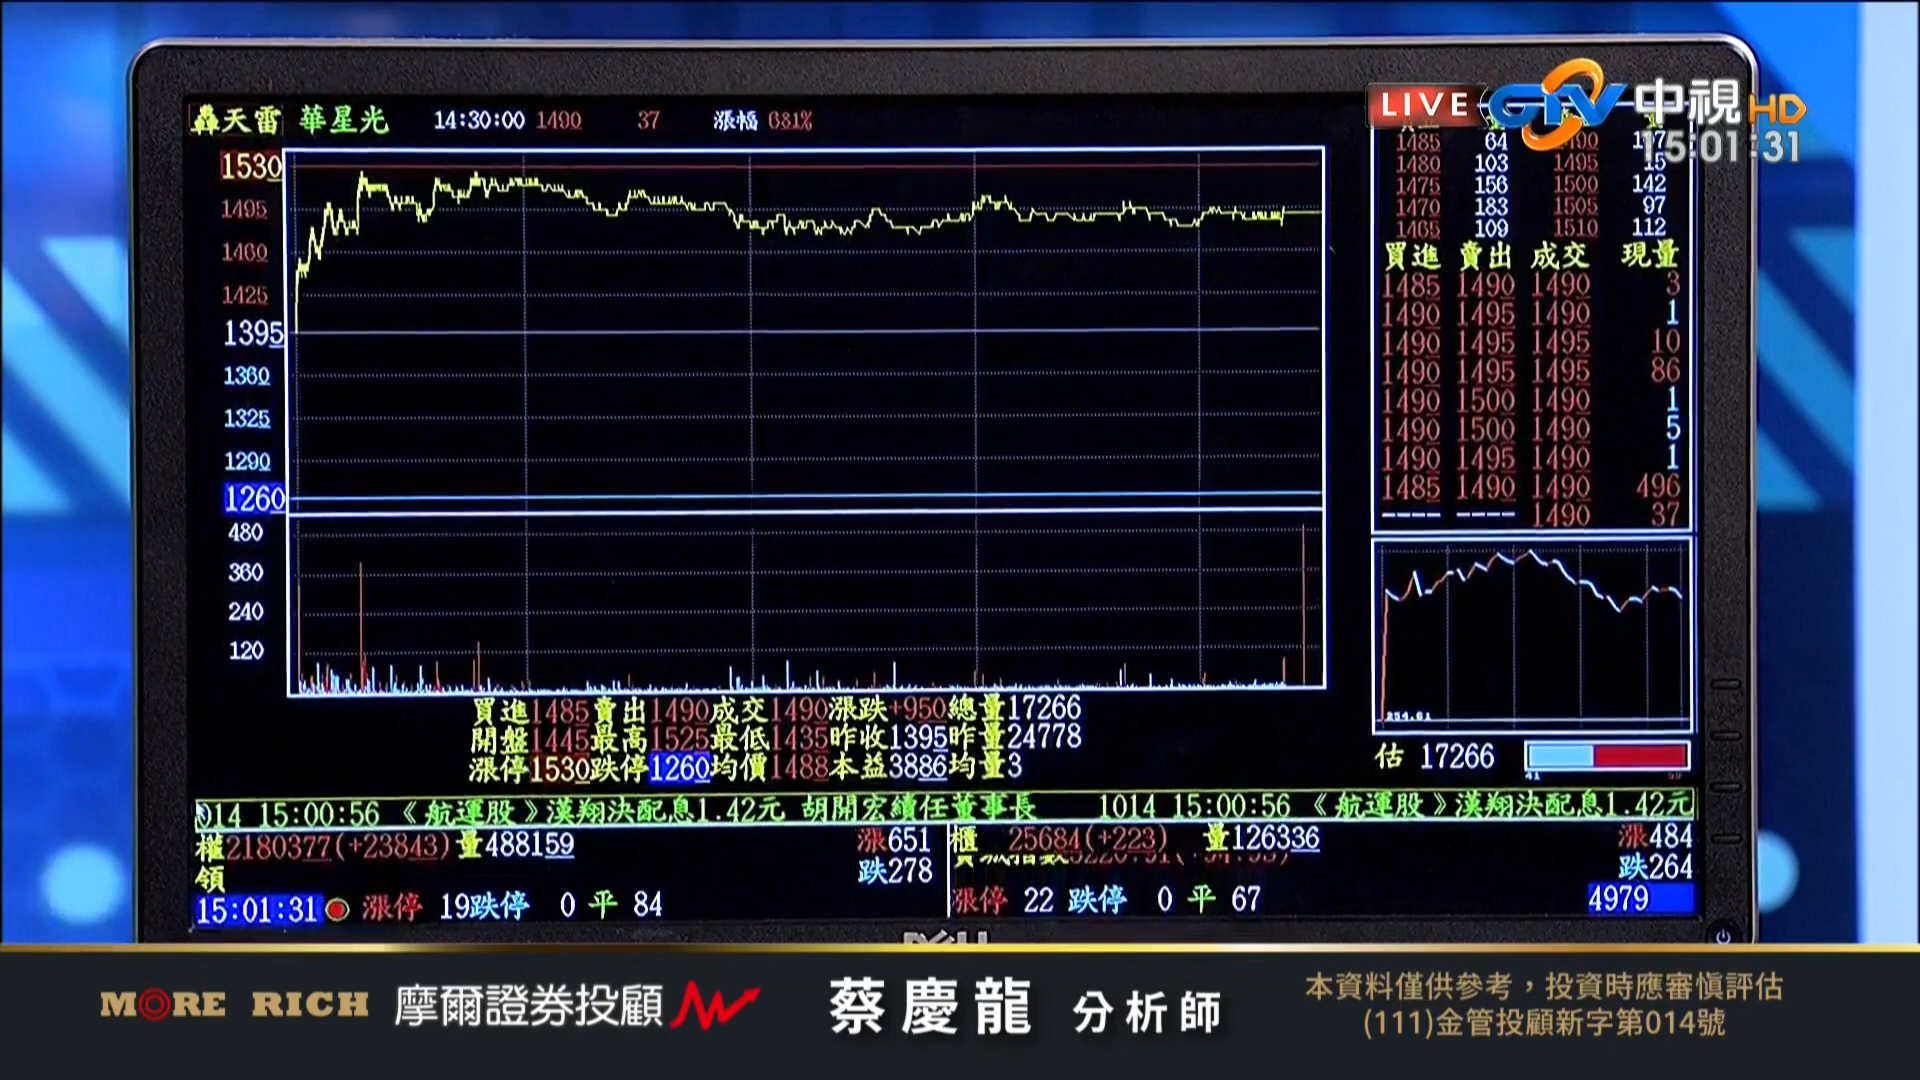 LIVE CTV 中視 HD
15:01:31
轟天雷 華星光 14:30:00 1490 37 漲幅 681%
1530
1495
1460
1425
1395
1360
1325
1290
1260
480
360
240
120
1485 64
1480 103 1495 15
1475 156 1500 142
1470 183 1505 97
1465 109 1510 112
買進 賣出 成交 現量
1485 1490 1490 3
1490 1495 1490 1
1490 1495 1495 10
1490 1495 1495 86
1490 1500 1490 1
1490 1500 1490 5
1490 1495 1490 1
1485 1490 1490 496
---- ---- 1490 37
254.61
估 17266
41 59
買進1485賣出1490成交1490漲跌+950總量17266
開盤1445最高1525最低1435昨收1395昨量24778
漲停1530跌停1260均價1488本益3886均量3
014 15:00:56 《航運股》漢翔決配息1.42元 胡開宏續任董事長 1014 15:00:56 《航運股》漢翔決配息1.42元
權2180377(+23843)量488159 漲651
櫃 25684(+223) 量126336 漲484
領 跌278
跌264
15:01:31 漲停 19跌停 0 平 84
漲停 22 跌停 0 平 67 4979
MORE RICH 摩爾證券投顧 蔡慶龍 分析師
本資料僅供參考，投資時應審慎評估
(111)金管投顧新字第014號